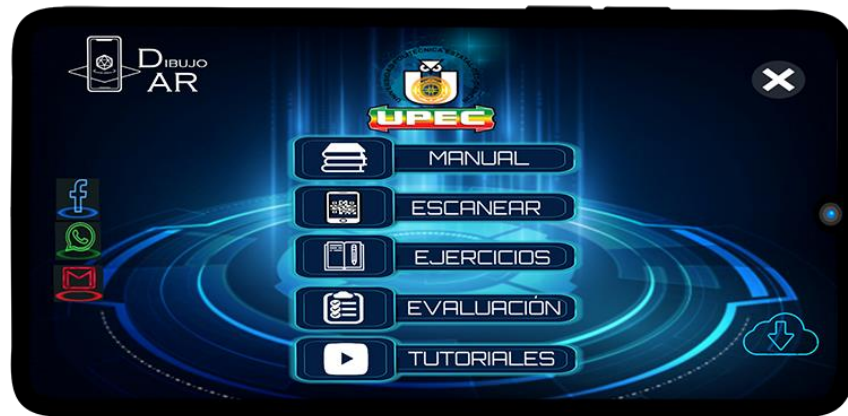 DIBUJO
AR
UPEC
MANUAL
ESCANEAR
EJERCICIOS
EVALUACIÓN
TUTORIALES